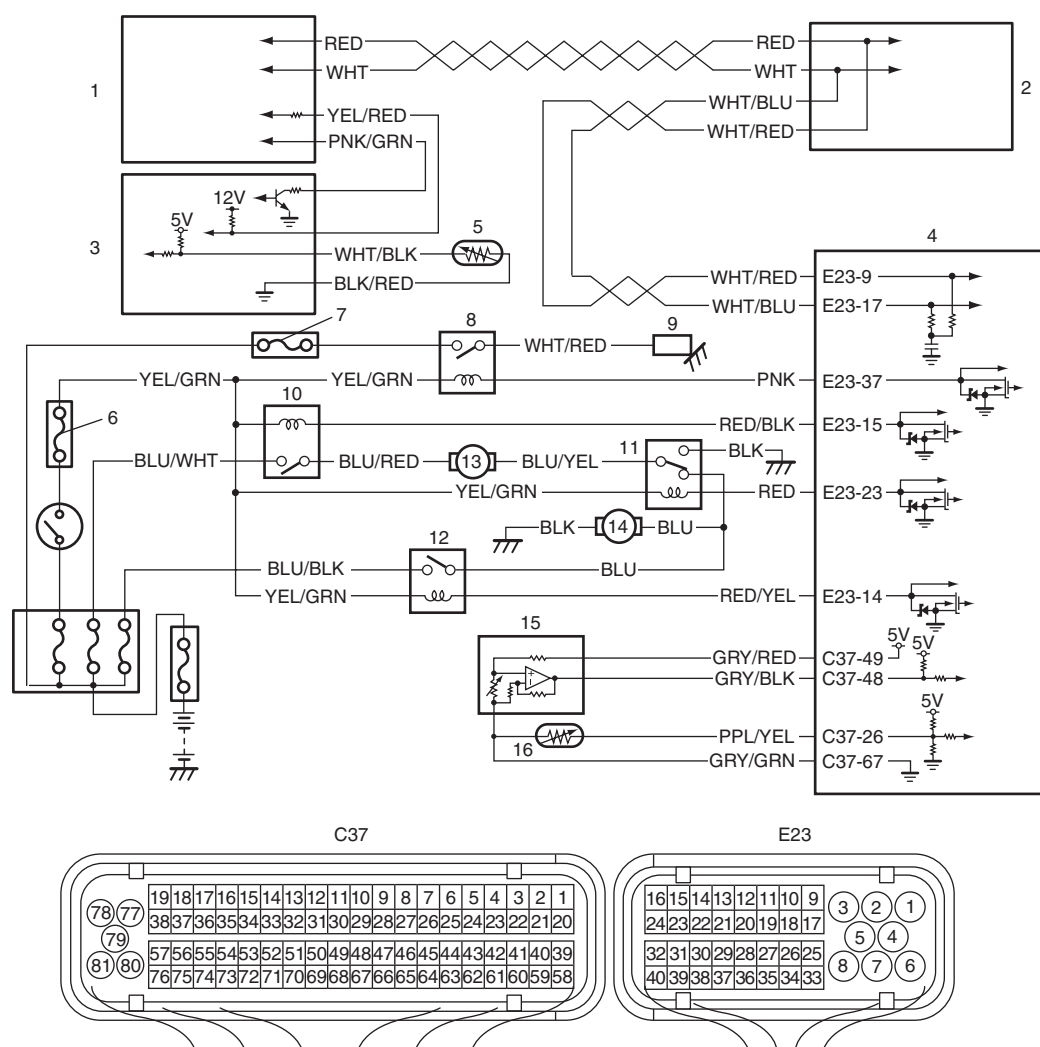 RED RED
WHT WHT
1 2
YEL/RED WHT/BLU
PNK/GRN WHT/RED
12V
5V
3 5 4
WHT/BLK
BLK/RED
WHT/RED E23-9
WHT/BLU E23-17
7 8 9
WHT/RED
YEL/GRN YEL/GRN PNK E23-37
6 10
RED/BLK E23-15
BLU/WHT BLU/RED 13 BLU/YEL 11 BLK
YEL/GRN RED E23-23
BLK 14 BLU
12
BLU/BLK BLU
YEL/GRN RED/YEL E23-14
15 5V 5V
GRY/RED C37-49
+ GRY/BLK C37-48
–
5V
16 PPL/YEL C37-26
GRY/GRN C37-67
C37 E23
19 18 17 16 15 14 13 12 11 10 9 8 7 6 5 4 3 2 1
38 37 36 35 34 33 32 31 30 29 28 27 26 25 24 23 22 21 20
57 56 55 54 53 52 51 50 49 48 47 46 45 44 43 42 41 40 39
76 75 74 73 72 71 70 69 68 67 66 65 64 63 62 61 60 59 58
78 77
79
81 80
16 15 14 13 12 11 10 9
24 23 22 21 20 19 18 17
32 31 30 29 28 27 26 25
40 39 38 37 36 35 34 33
3 2 1
5 4
8 7 6